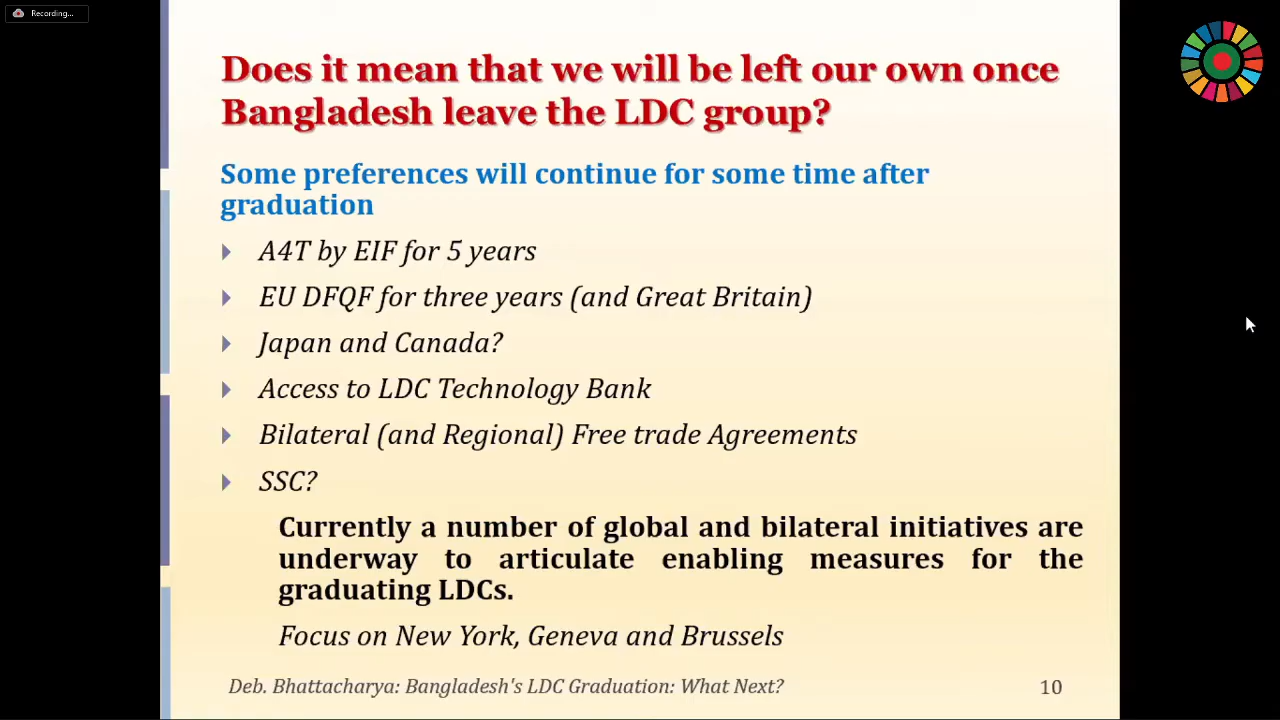 Recording...
Does it mean that we will be left our own once
Bangladesh leave the LDC group?
Some preferences will continue for some time after
graduation
A4T by EIF for 5 years
EU DFQF for three years (and Great Britain)
Japan and Canada?
Access to LDC Technology Bank
Bilateral (and Regional) Free trade Agreements
SSC?
Currently a number of global and bilateral initiatives are
underway to articulate enabling measures for the
graduating LDCs.
Focus on New York, Geneva and Brussels
Deb. Bhattacharya: Bangladesh's LDC Graduation: What Next?
10